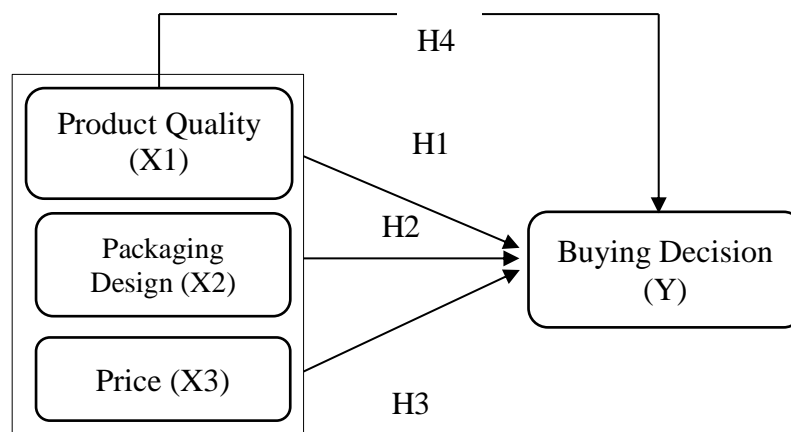 H4
Product Quality
(X1)
H1
Packaging
Design (X2)
H2
Buying Decision
(Y)
Price (X3)
H3